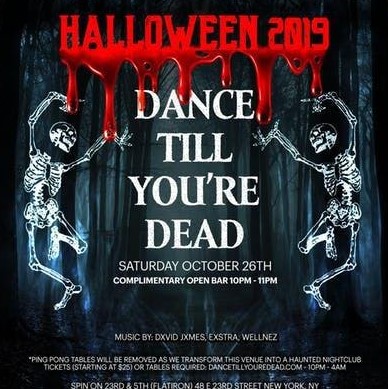 HALLOWEEN 2019
DANCE
TILL
YOU'RE
DEAD
SATURDAY OCTOBER 26TH
COMPLIMENTARY OPEN BAR 10PM - 11PM
MUSIC BY: DXVID JXMES, EXSTRA, WELLNEZ
*PING PONG TABLES WILL BE REMOVED AS WE TRANSFORM THIS VENUE INTO A HAUNTED NIGHTCLUB
TICKETS (STARTING AT $25) OR TABLES REQUIRED: DANCETILLYOUREDEAD.COM - 10PM - 4AM
SPIN ON 23RD & 5TH (FLATIRON) 48 E 23RD STREET NEW YORK, NY